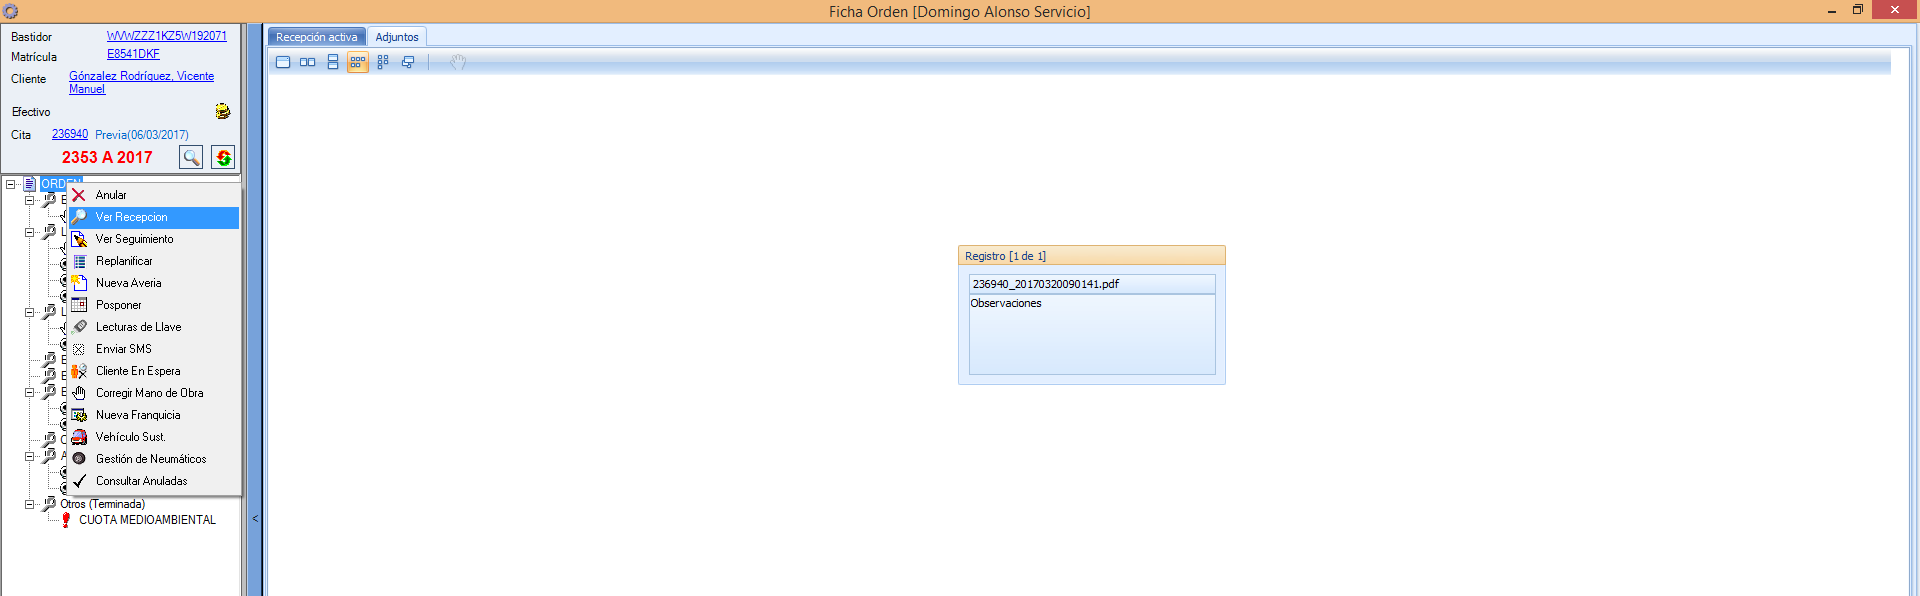 Ficha Orden [Domingo Alonso Servicio]
Bastidor WVWZZZ1KZ5W192071
Matrícula E8541DKF
Cliente Gónzalez Rodríguez, Vicente
Manuel
Efectivo
Cita 236940 Previa(06/03/2017)
2353 A 2017
ORDEN
Anular
Ver Recepcion
Ver Seguimiento
Replanificar
Nueva Averia
Posponer
Lecturas de Llave
Enviar SMS
Cliente En Espera
Corregir Mano de Obra
Nueva Franquicia
Vehículo Sust.
Gestión de Neumáticos
Consultar Anuladas
Otros (Terminada)
CUOTA MEDIOAMBIENTAL
<
Recepción activa Adjuntos
Registro [1 de 1]
236940_20170320090141.pdf
Observaciones